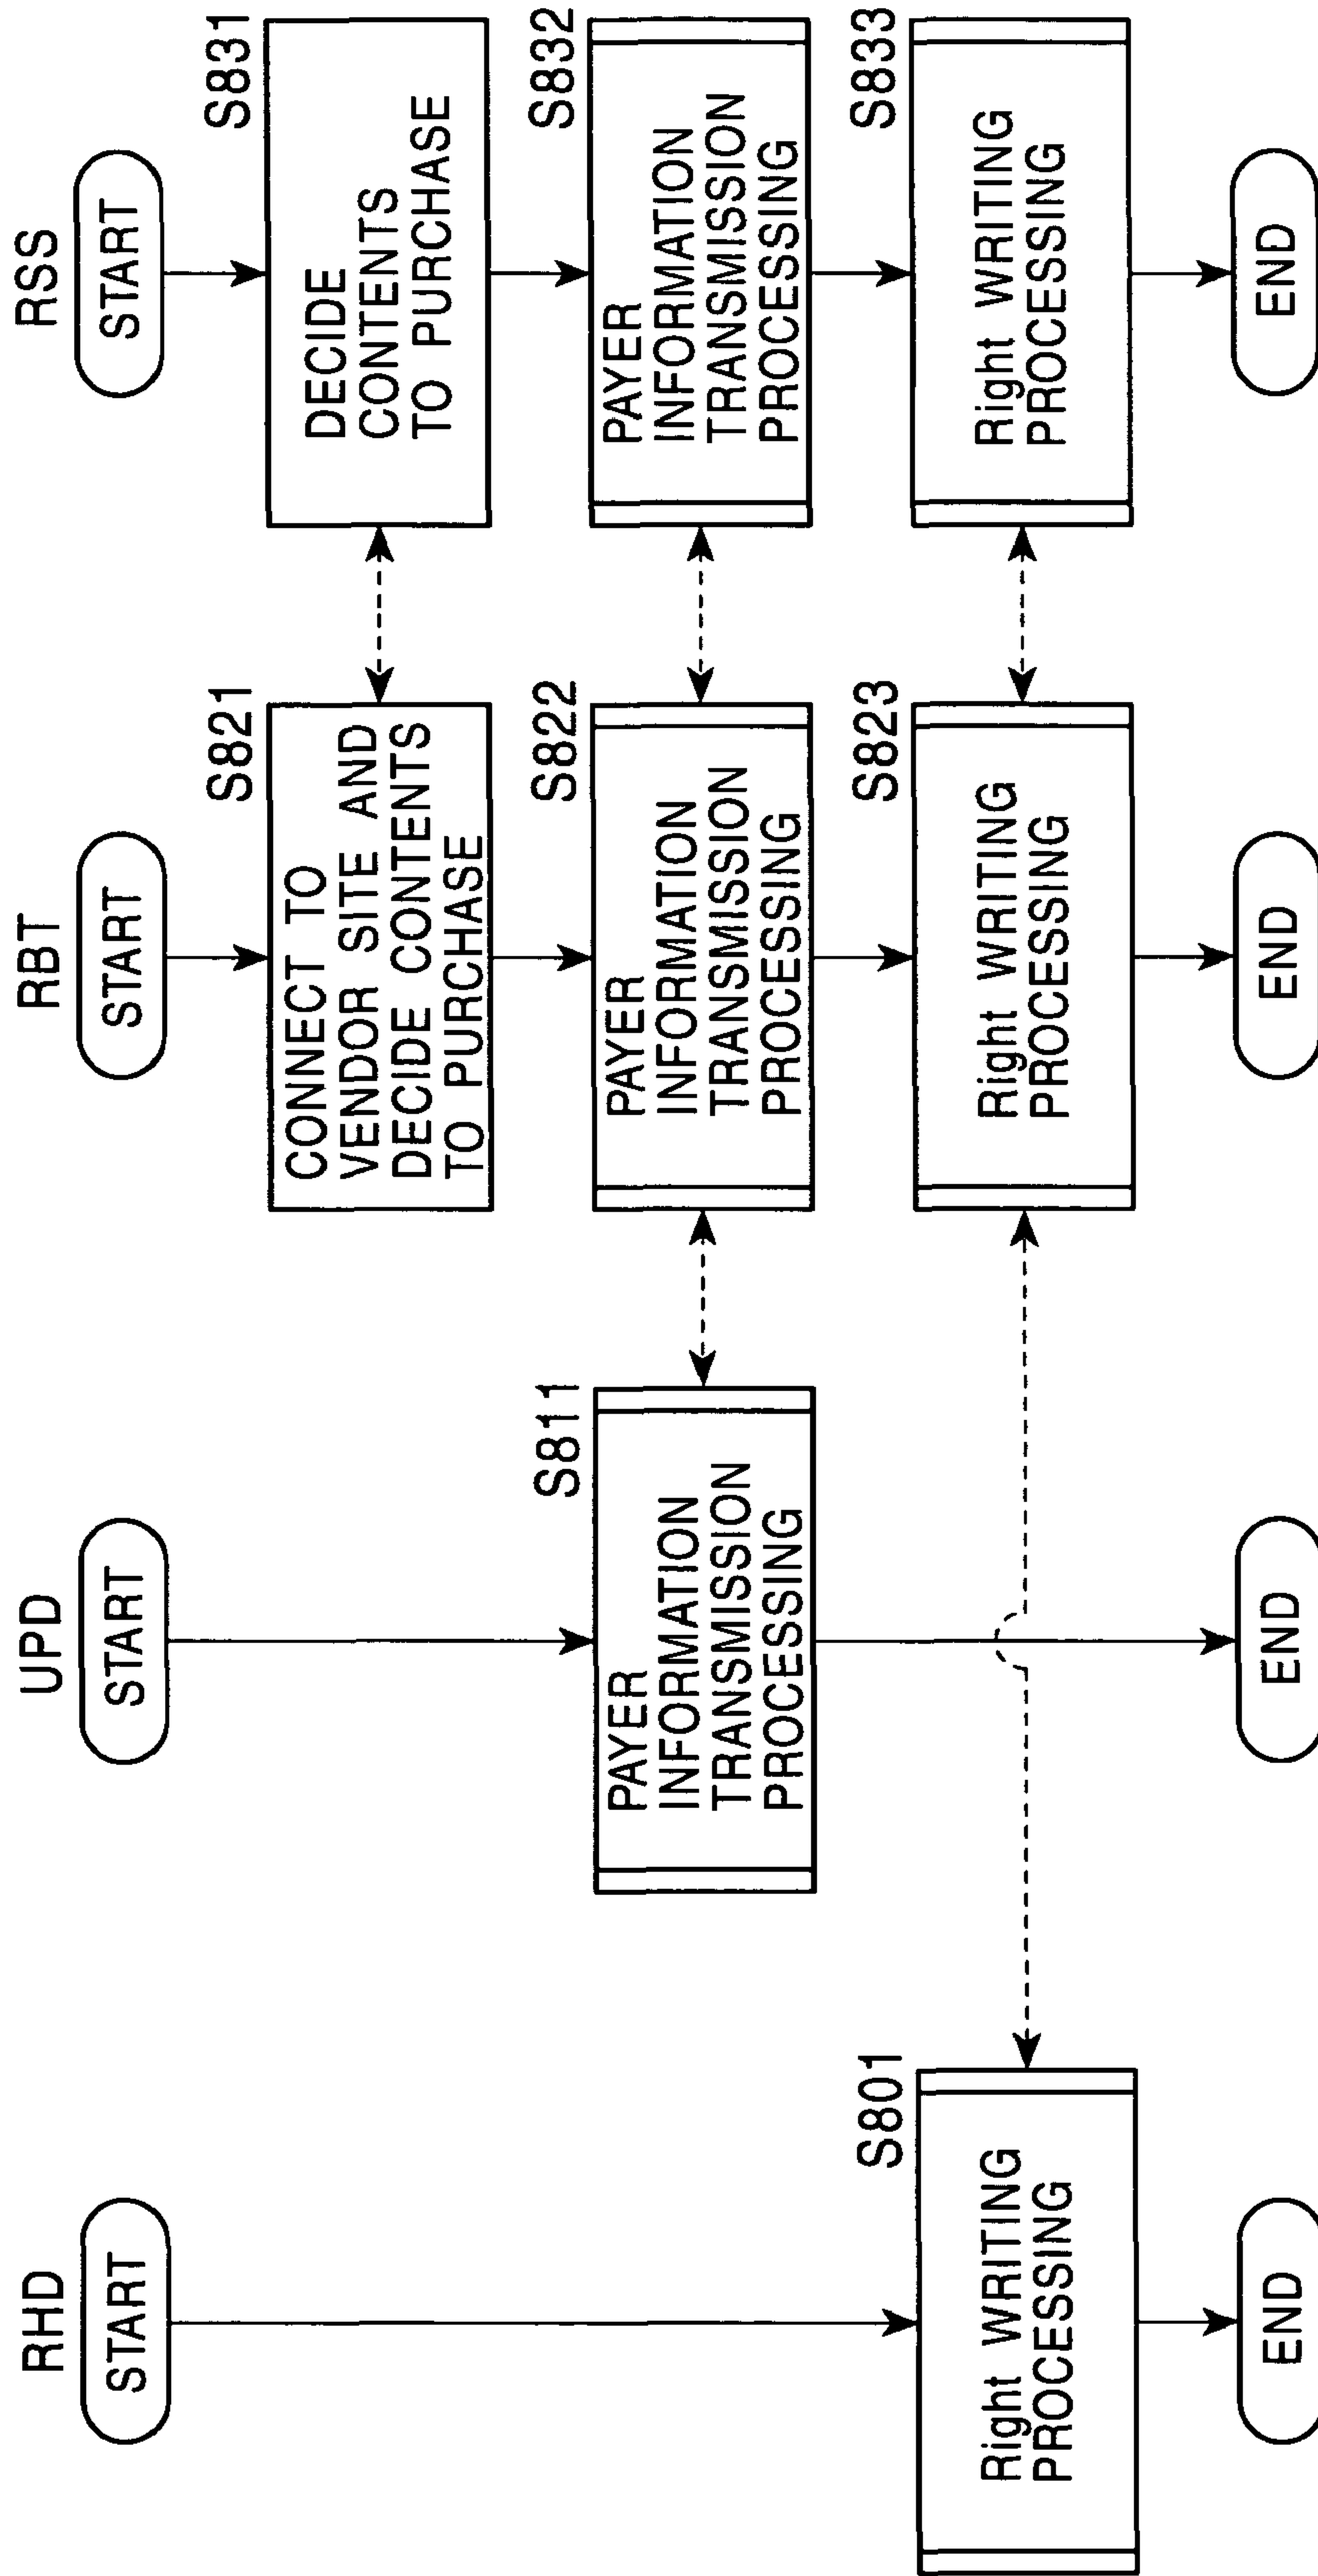 RHD
START
S801
Right WRITING
PROCESSING
END
UPD
START
S811
PAYER
INFORMATION
TRANSMISSION
PROCESSING
END
RBT
START
S821
CONNECT TO
VENDOR SITE AND
DECIDE CONTENTS
TO PURCHASE
S822
PAYER
INFORMATION
TRANSMISSION
PROCESSING
S823
Right WRITING
PROCESSING
END
RSS
START
S831
DECIDE
CONTENTS
TO PURCHASE
S832
PAYER
INFORMATION
TRANSMISSION
PROCESSING
S833
Right WRITING
PROCESSING
END